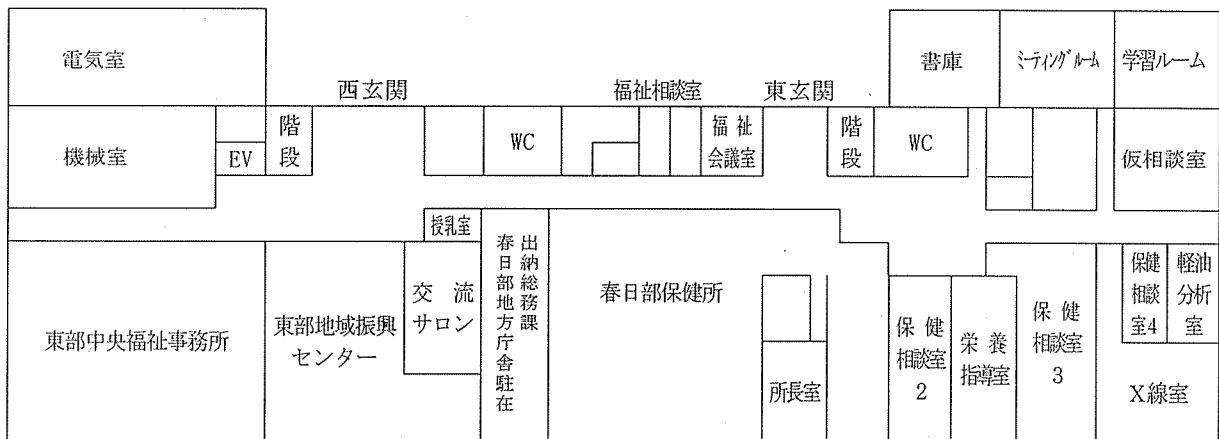 電気室
西玄関
福祉相談室
東玄関
書庫
ミーティングルーム
学習ルーム
機械室
EV
階段
WC
福祉
会議室
階段
WC
仮相談室
授乳室
東部中央福祉事務所
東部地域振興
センター
交流
サロン
出納総務課
春日部地方庁舎駐在
春日部保健所
所長室
保健
相談室
2
栄養
指導室
保健
相談室
3
保健
相談
室4
軽油
分析
室
X線室